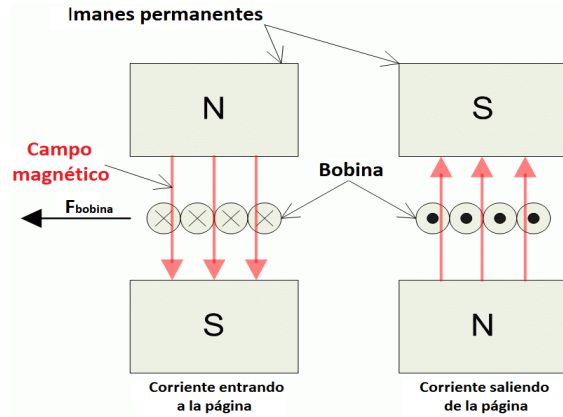 Imanes permanentes
N
S
Campo
magnético
Bobina
Fbobina
S
N
Corriente entrando
a la página
Corriente saliendo
de la página